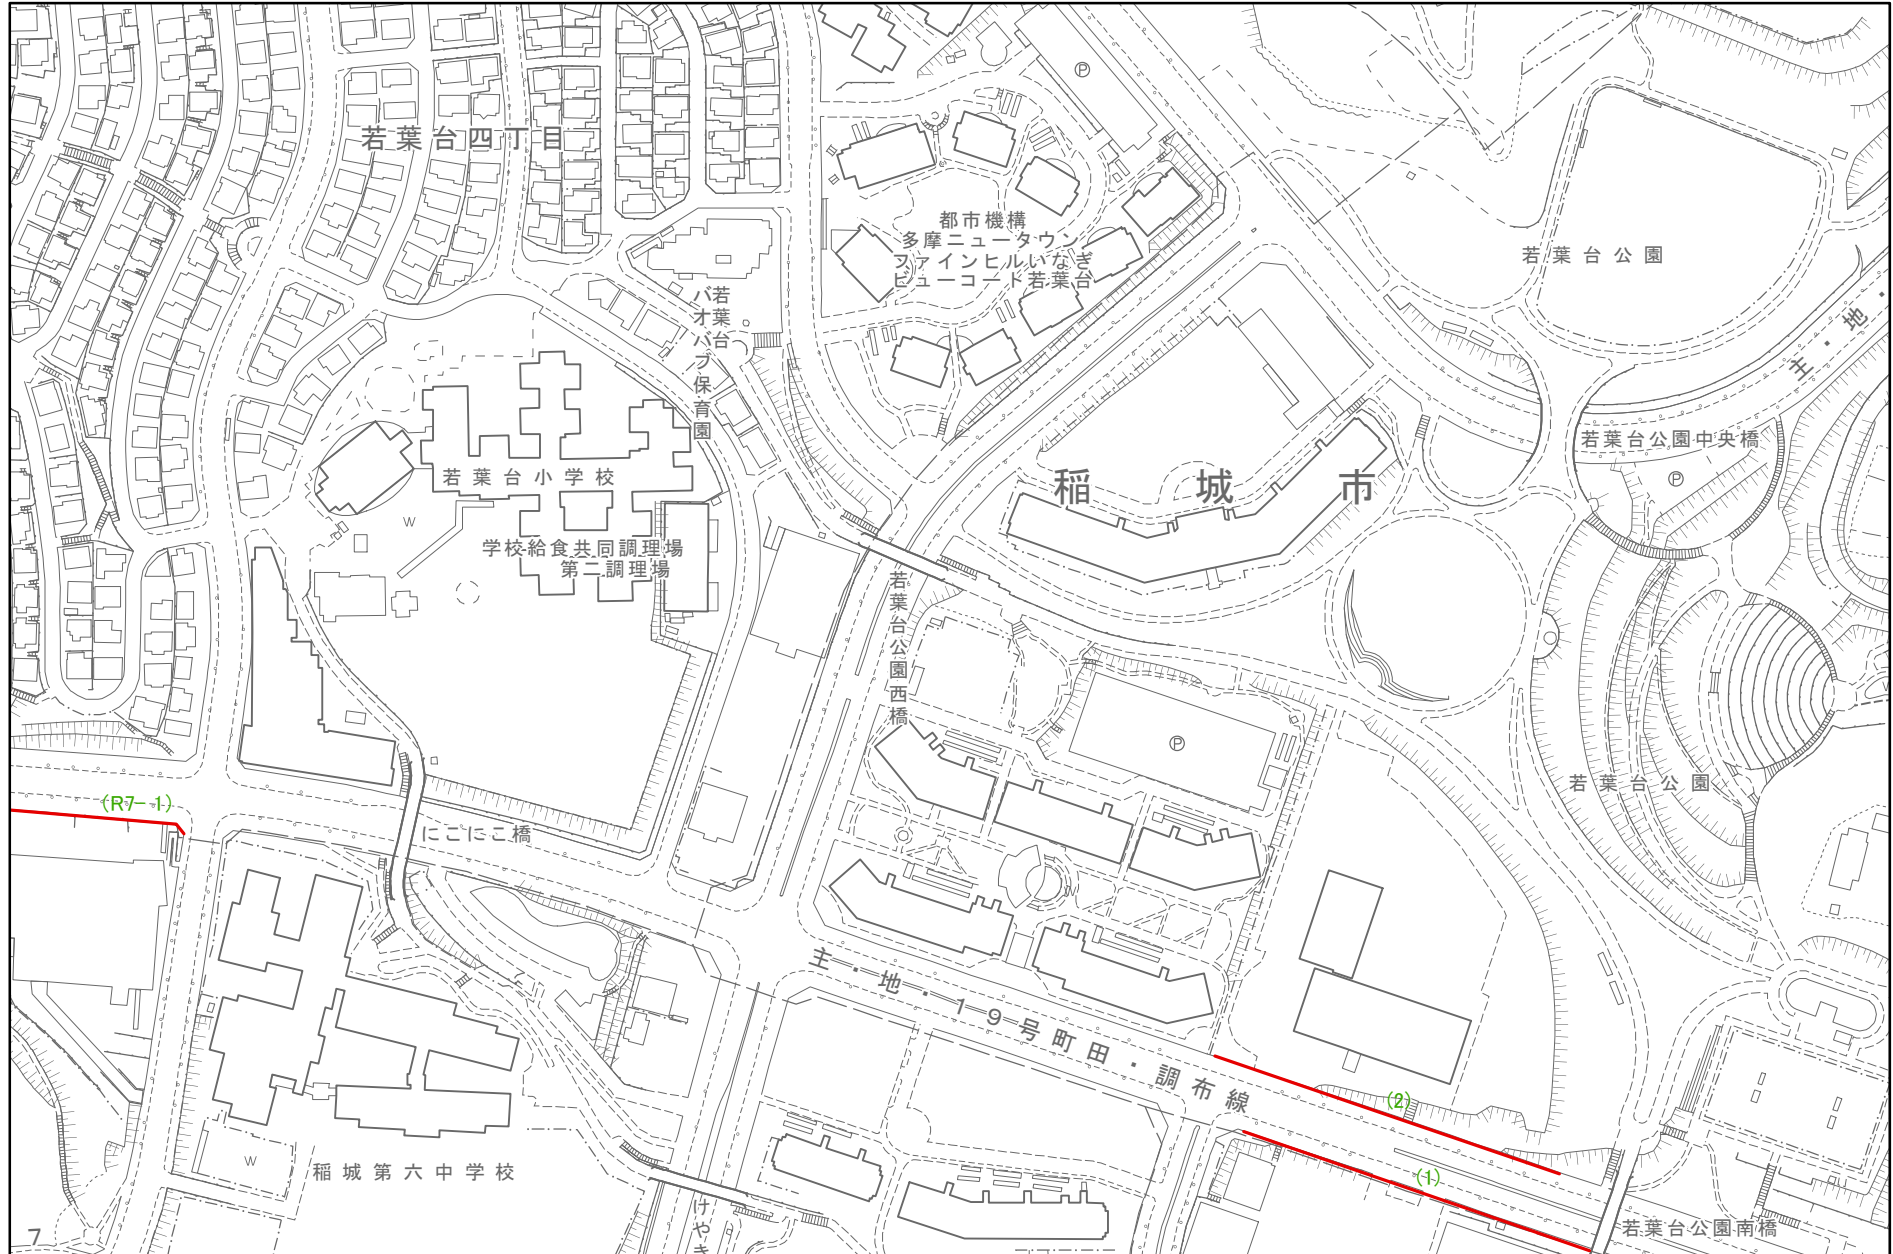 若葉台四丁目
都市機構
多摩ニュータウン
ファインヒルいなぎ
ビューコート若葉台
若葉台公園
主・地・
若葉台
バオバブ保育園
若葉台公園中央橋
稲城市
若葉台小学校
学校給食共同調理場
第二調理場
若葉台公園西橋
若葉台公園
(R7-1)
にこにこ橋
主・地・19号町田・調布線
(2)
(1)
稲城第六中学校
けやき
若葉台公園南橋
7
P
P
P
W
W